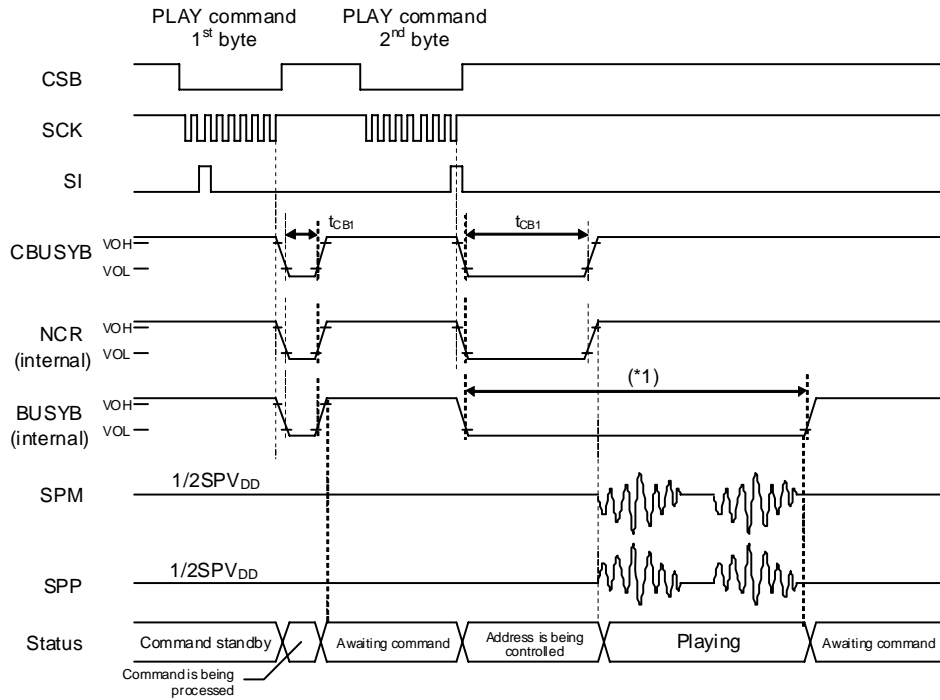 PLAY command
1st byte
PLAY command
2nd byte
CSB
SCK
SI
tCB1
tCB1
CBUSYB
VOH
VOL
NCR
(internal)
VOH
VOL
(*1)
BUSYB
(internal)
VOH
VOL
SPM
1/2SPVDD
SPP
1/2SPVDD
Status
Command standby
Awaiting command
Address is being
controlled
Playing
Awaiting command
Command is being
processed